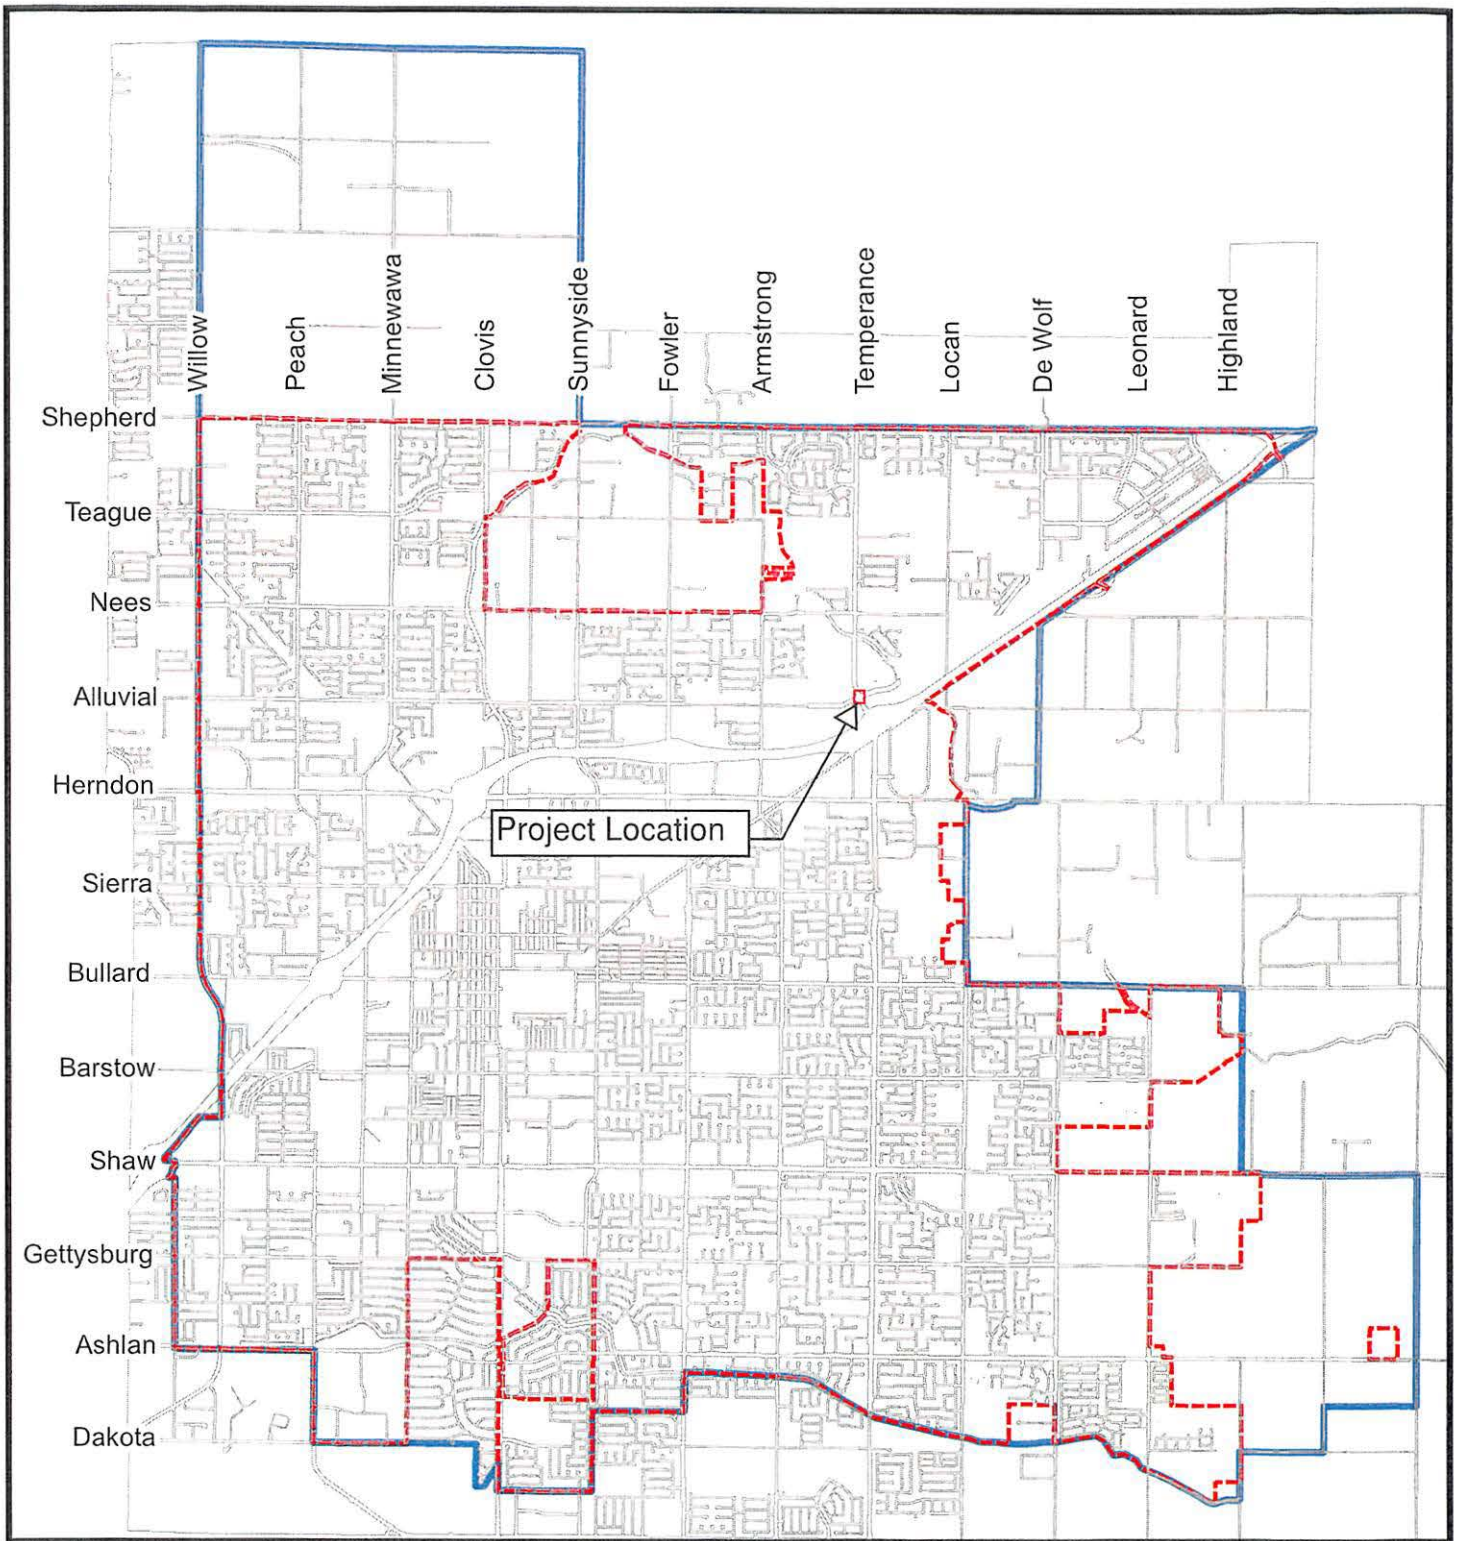 Willow
Peach
Minnewawa
Clovis
Sunnyside
Fowler
Armstrong
Temperance
Locan
De Wolf
Leonard
Highland
Shepherd
Teague
Nees
Alluvial
Herndon
Project Location
Sierra
Bullard
Barstow
Shaw
Gettysburg
Ashlan
Dakota